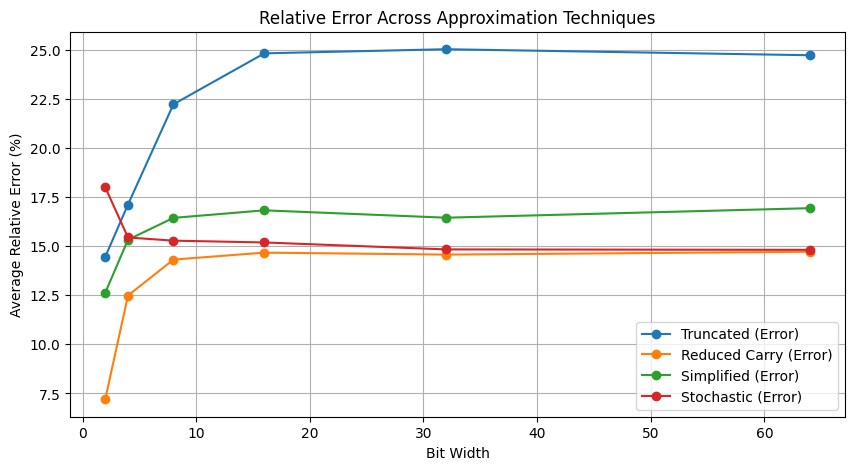 Relative Error Across Approximation Techniques
Average Relative Error (%)
25.0
22.5
20.0
17.5
15.0
12.5
10.0
7.5
0 10 20 30 40 50 60
Bit Width
Truncated (Error)
Reduced Carry (Error)
Simplified (Error)
Stochastic (Error)